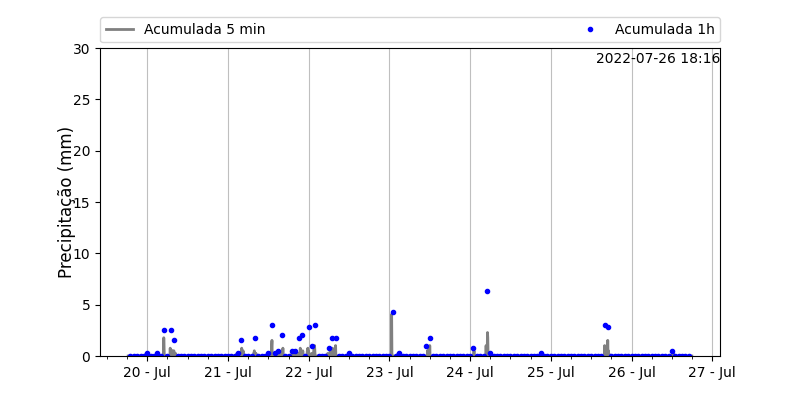 Acumulada 5 min
Acumulada 1h
2022-07-26 18:16
Precipitação (mm)
30
25
20
15
10
5
0
20 - Jul
21 - Jul
22 - Jul
23 - Jul
24 - Jul
25 - Jul
26 - Jul
27 - Jul